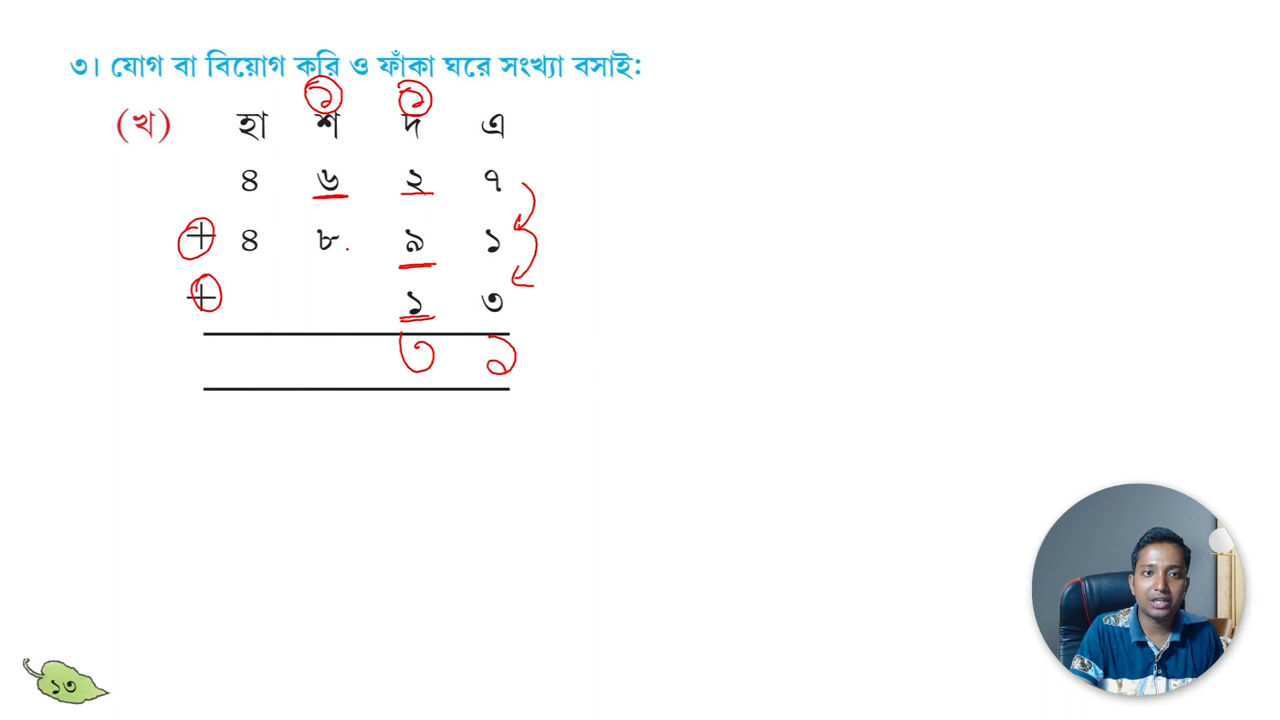 ৩। যোগ বা বিয়োগ করি ও ফাঁকা ঘরে সংখ্যা বসাই:
১ ১
(খ) হা শ দ এ
৪ ৬ ২ ৭
+ ৪ ৮ ৯ ১
+ ১ ৩
৩ ১
১৩